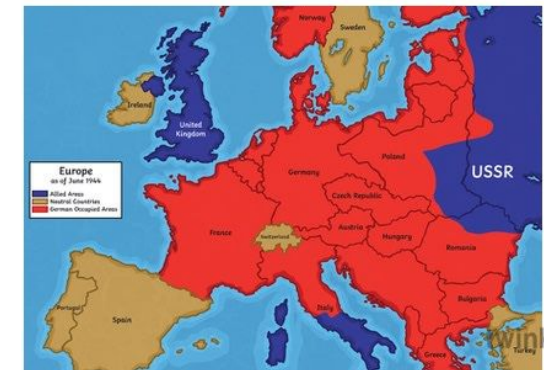 Norway
Sweden
Ireland
United
Kingdom
Europe
as of June 1944
Allied Areas
Neutral Countries
German Occupied Areas
Germany
Poland
USSR
Czech Republic
France
Switzerland
Austria
Hungary
Romania
Portugal
Spain
Italy
Bulgaria
Greece
Turkey